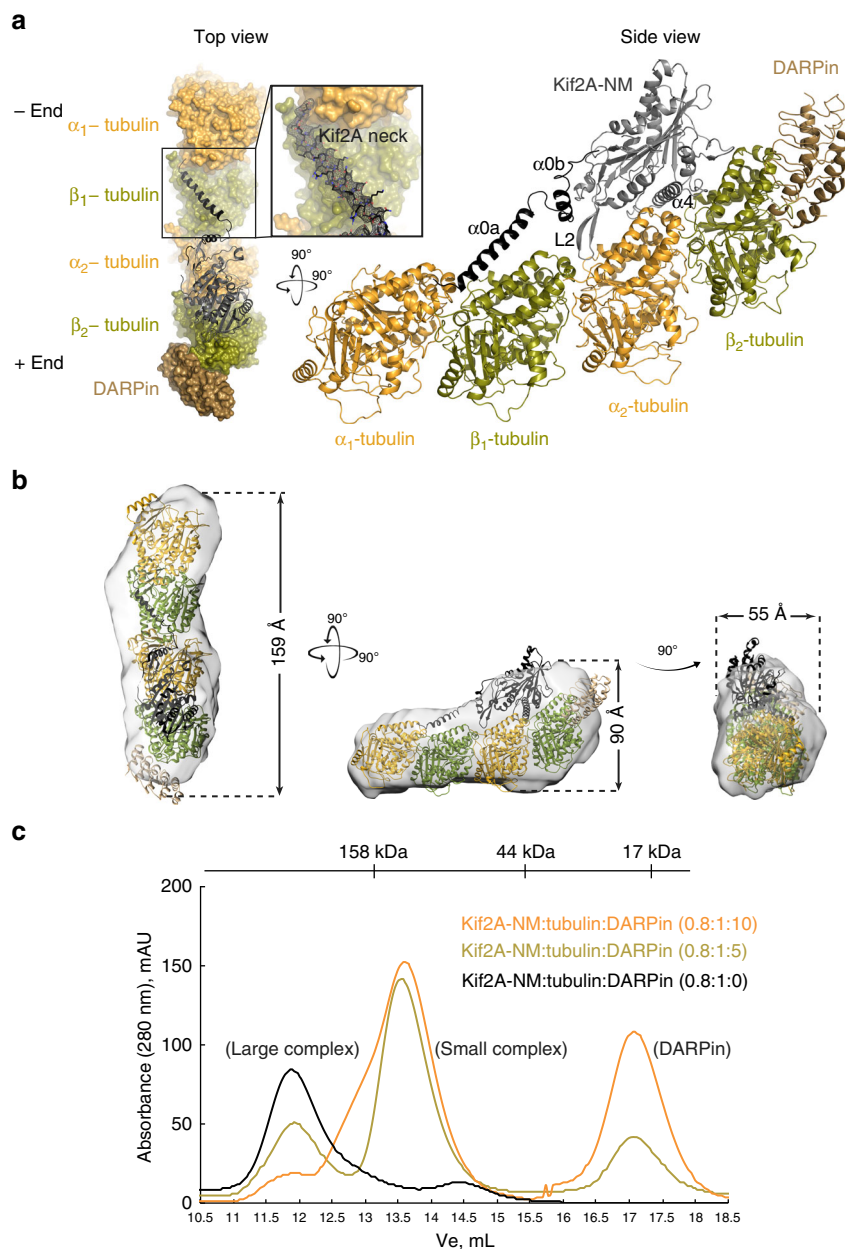 a
Top view
Side view
– End
α1– tubulin
β1– tubulin
α2– tubulin
β2– tubulin
+ End
DARPin
Kif2A neck
90°
90°
Kif2A-NM
DARPin
α0b
α4
α0a
L2
β2-tubulin
α2-tubulin
α1-tubulin
β1-tubulin
b
159 Å
90°
90°
90 Å
90°
55 Å
c
158 kDa 44 kDa 17 kDa
200
150
100
50
0
Absorbance (280 nm), mAU
Kif2A-NM:tubulin:DARPin (0.8:1:10)
Kif2A-NM:tubulin:DARPin (0.8:1:5)
Kif2A-NM:tubulin:DARPin (0.8:1:0)
(Large complex) (Small complex) (DARPin)
10.5 11 11.5 12 12.5 13 13.5 14 14.5 15 15.5 16 16.5 17 17.5 18 18.5
Ve, mL